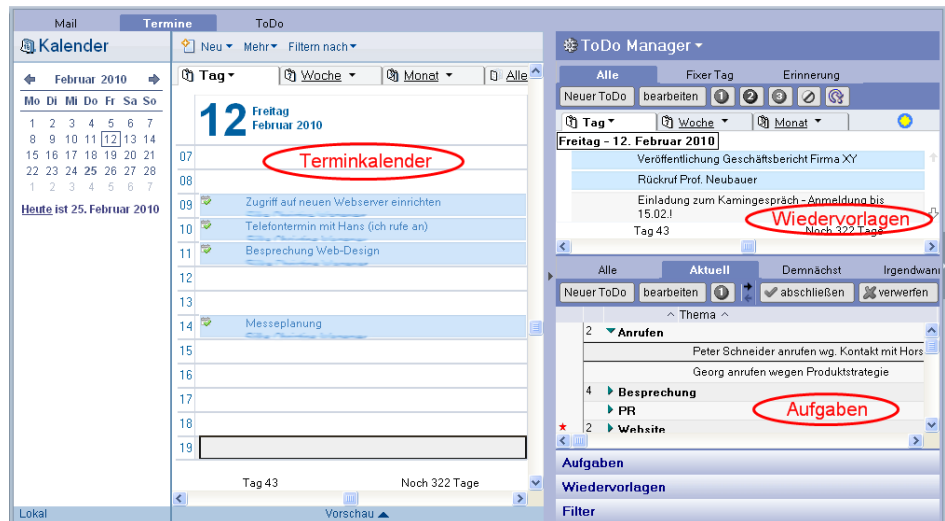 Mail Termine ToDo
Kalender
Februar 2010
Mo Di Mi Do Fr Sa So
1 2 3 4 5 6 7
8 9 10 11 12 13 14
15 16 17 18 19 20 21
22 23 24 25 26 27 28
1 2 3 4 5 6 7
Heute ist 25. Februar 2010
Lokal
Neu Mehr Filtern nach
Tag Woche Monat Alle
12 Freitag
Februar 2010
Terminkalender
07
08
09 Zugriff auf neuen Webserver einrichten
10 Telefontermin mit Hans (ich rufe an)
11 Besprechung Web-Design
12
13
14 Messeplanung
15
16
17
18
19
Tag 43 Noch 322 Tage
Vorschau
ToDo Manager
Alle Fixer Tag Erinnerung
Neuer ToDo bearbeiten 1 2 3
Tag Woche Monat
Freitag - 12. Februar 2010
Veröffentlichung Geschäftsbericht Firma XY
Rückruf Prof. Neubauer
Einladung zum Kamingespräch - Anmeldung bis
15.02.!
Wiedervorlagen
Tag 43 Noch 322 Tage
Alle Aktuell Demnächst Irgendwann
Neuer ToDo bearbeiten 1 abschließen verwerfen
Thema
2 Anrufen
Peter Schneider anrufen wg. Kontakt mit Hors
Georg anrufen wegen Produktstrategie
4 Besprechung
PR
Aufgaben
2 Website
Aufgaben
Wiedervorlagen
Filter